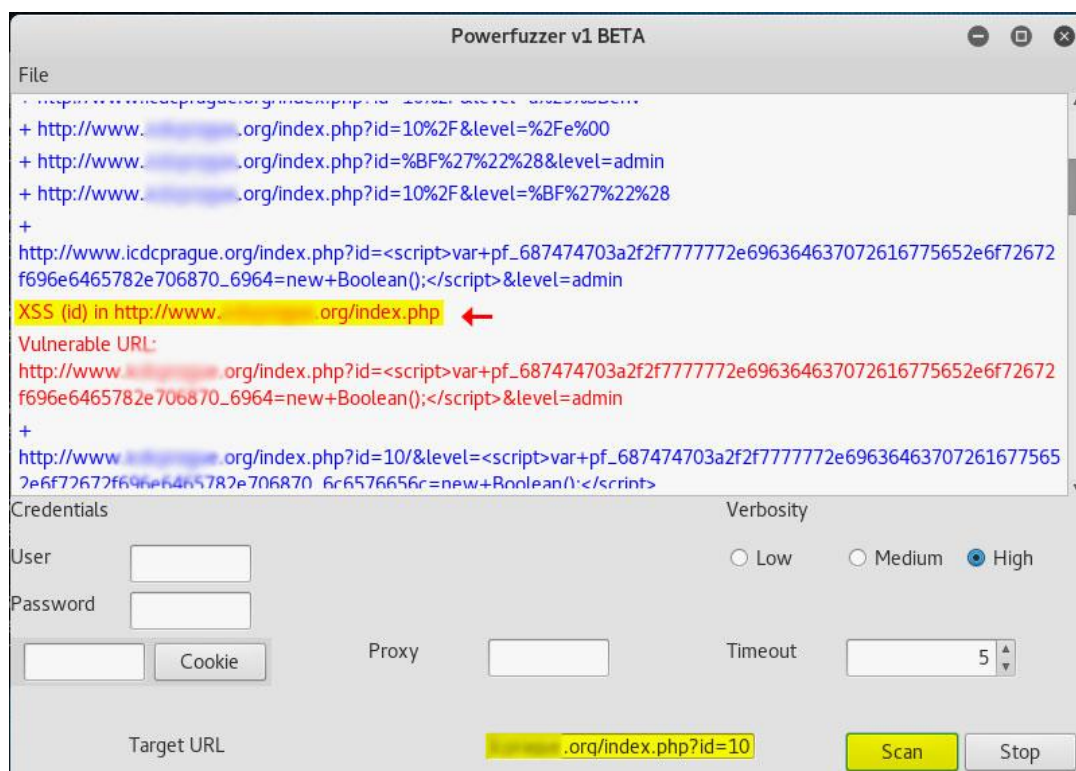 Powerfuzzer v1 BETA
File
+ http://www. .org/index.php?id=10%2F&level=%2Fe%00
+ http://www. .org/index.php?id=%BF%27%22%28&level=admin
+ http://www. .org/index.php?id=10%2F&level=%BF%27%22%28
+
http://www.icdcprague.org/index.php?id=<script>var+pf_687474703a2f2f7777772e696364637072616775652e6f72672
f696e6465782e706870_6964=new+Boolean();</script>&level=admin
XSS (id) in http://www. .org/index.php
Vulnerable URL:
http://www. .org/index.php?id=<script>var+pf_687474703a2f2f7777772e696364637072616775652e6f72672
f696e6465782e706870_6964=new+Boolean();</script>&level=admin
+
http://www .org/index.php?id=10/&level=<script>var+pf_687474703a2f2f7777772e69636463707261677565
2e6f72672f696e6465782e706870_6c6576656c=new+Boolean();</script>
Credentials
Verbosity
User
Low
Medium
High
Password
Cookie
Proxy
Timeout
5
Target URL
.org/index.php?id=10
Scan
Stop